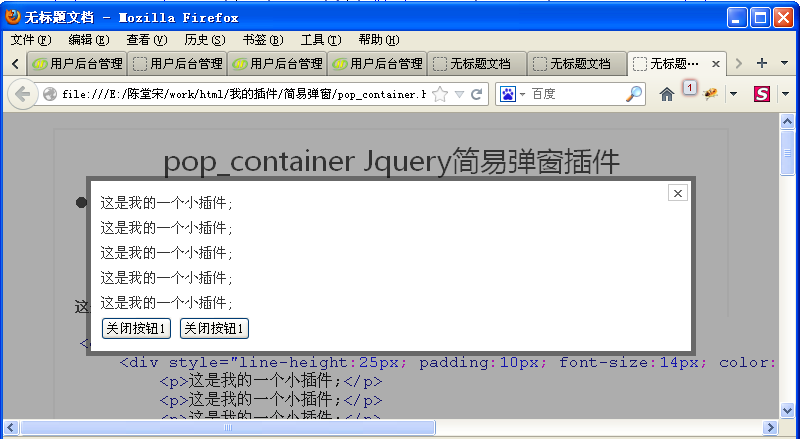 无标题文档 - Mozilla Firefox
文件(F) 编辑(E) 查看(V) 历史(S) 书签(B) 工具(T) 帮助(H)
用户后台管理 用户后台管理 用户后台管理 用户后台管理 无标题文档 无标题文档 无标题... ×
file:///E:/陈堂宋/work/html/我的插件/简易弹窗/pop_container.h 百度 1 S
pop_container Jquery简易弹窗插件
×
这是我的一个小插件;
这是我的一个小插件;
这是我的一个小插件;
这是我的一个小插件;
这是我的一个小插件;
这
关闭按钮1 关闭按钮1
<div style="line-height:25px; padding:10px; font-size:14px; color:
<p>这是我的一个小插件;</p>
<p>这是我的一个小插件;</p>
<p>这是我的一个小插件;</p>